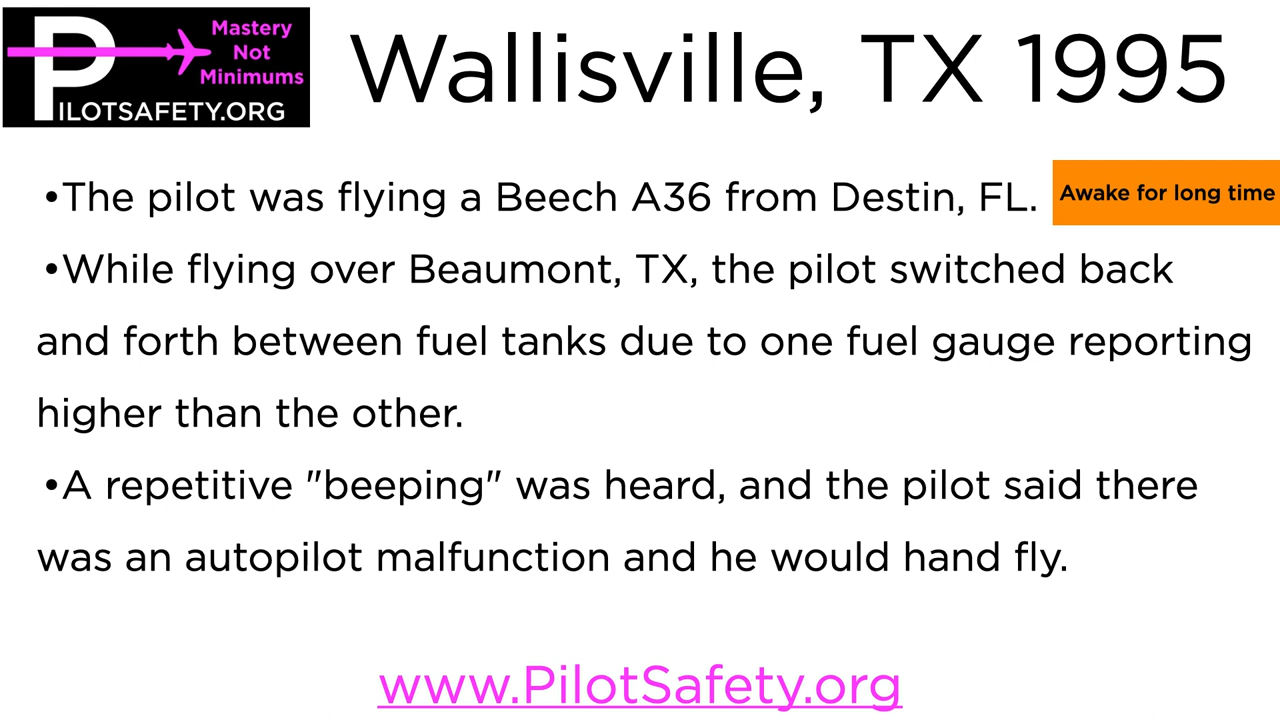 Mastery
Not
Minimums
PILOTSAFETY.ORG
Wallisville, TX 1995
•The pilot was flying a Beech A36 from Destin, FL.
Awake for long time
•While flying over Beaumont, TX, the pilot switched back
and forth between fuel tanks due to one fuel gauge reporting
higher than the other.
•A repetitive "beeping" was heard, and the pilot said there
was an autopilot malfunction and he would hand fly.
www.PilotSafety.org